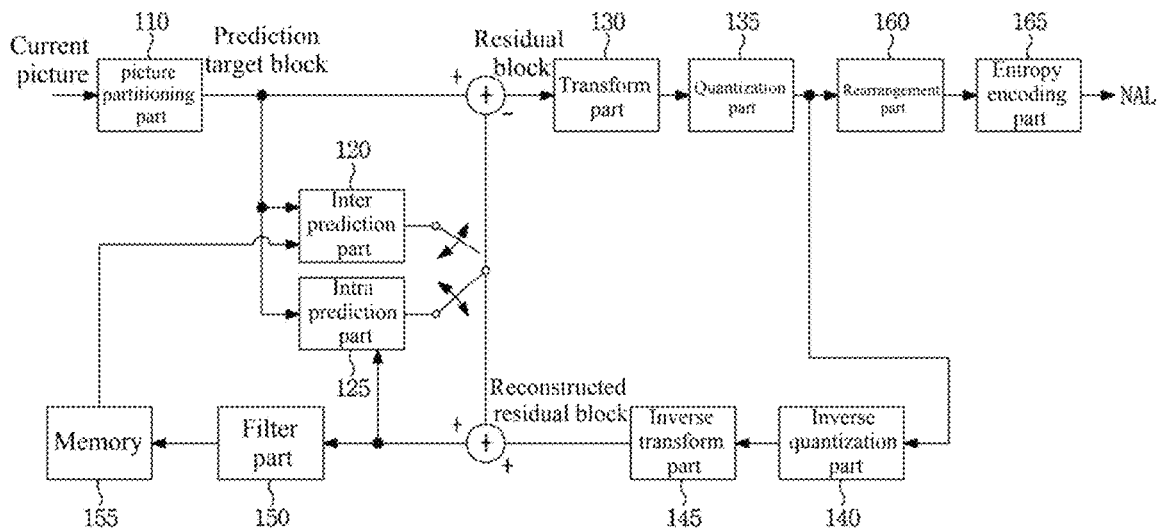 110
130
135
160
165
Current
picture
picture
partitioning
part
Prediction
target block
+
+
-
Residual
block
Transform
part
Quantization
part
Rearrangement
part
Entropy
encoding
part
NAL
120
Inter
prediction
part
Intra
prediction
part
125
Memory
155
Filter
part
150
+
+
+
Reconstructed
residual block
Inverse
transform
part
145
Inverse
quantization
part
140